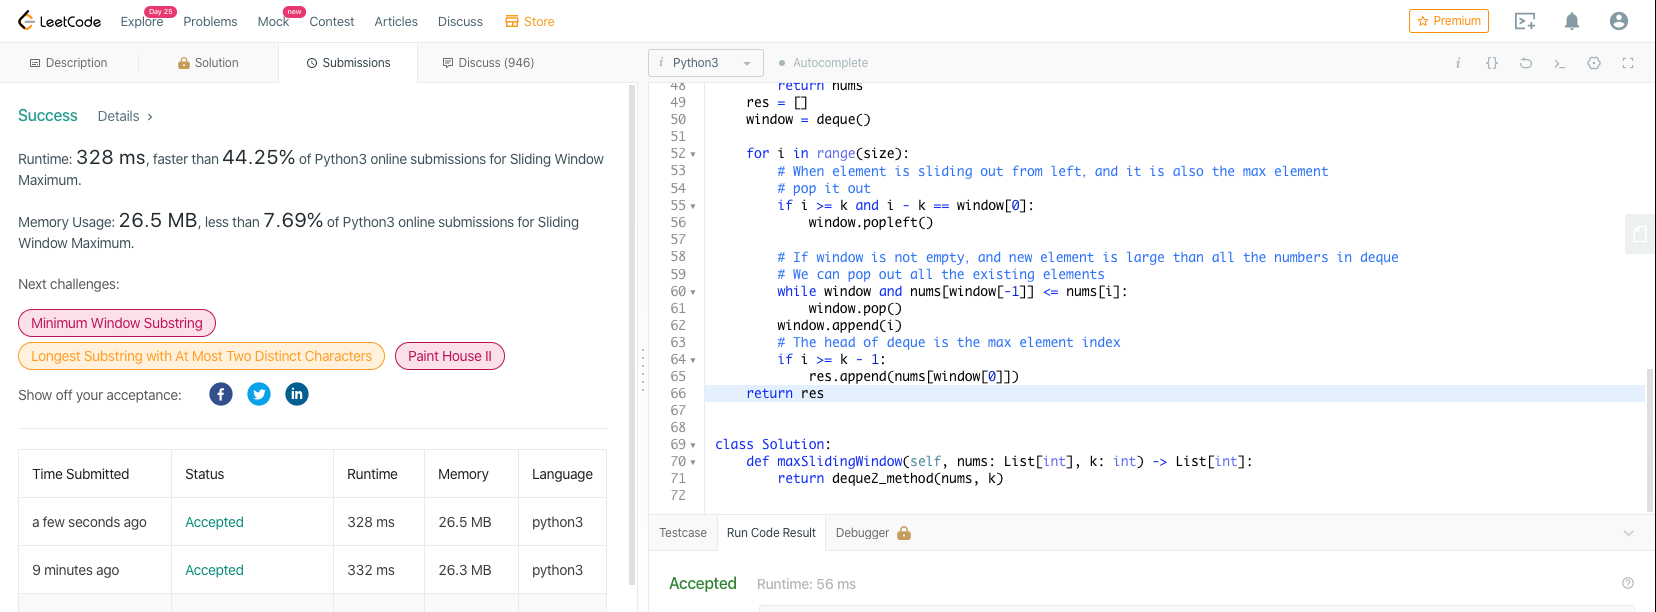 LeetCode Explore Day 25 Problems Mock new Contest Articles Discuss Store Premium
Description Solution Submissions Discuss (946)
Success Details >
Runtime: 328 ms, faster than 44.25% of Python3 online submissions for Sliding Window
Maximum.
Memory Usage: 26.5 MB, less than 7.69% of Python3 online submissions for Sliding
Window Maximum.
Next challenges:
Minimum Window Substring
Longest Substring with At Most Two Distinct Characters Paint House II
Show off your acceptance:
Time Submitted Status Runtime Memory Language
a few seconds ago Accepted 328 ms 26.5 MB python3
9 minutes ago Accepted 332 ms 26.3 MB python3
i Python3 Autocomplete i {} >_
48         return nums
49     res = []
50     window = deque()
51
52     for i in range(size):
53         # When element is sliding out from left, and it is also the max element
54         # pop it out
55         if i >= k and i - k == window[0]:
56             window.popleft()
57
58         # If window is not empty, and new element is large than all the numbers in deque
59         # We can pop out all the existing elements
60         while window and nums[window[-1]] <= nums[i]:
61             window.pop()
62         window.append(i)
63         # The head of deque is the max element index
64         if i >= k - 1:
65             res.append(nums[window[0]])
66     return res
67
68
69 class Solution:
70     def maxSlidingWindow(self, nums: List[int], k: int) -> List[int]:
71         return deque2_method(nums, k)
72
Testcase Run Code Result Debugger
Accepted Runtime: 56 ms